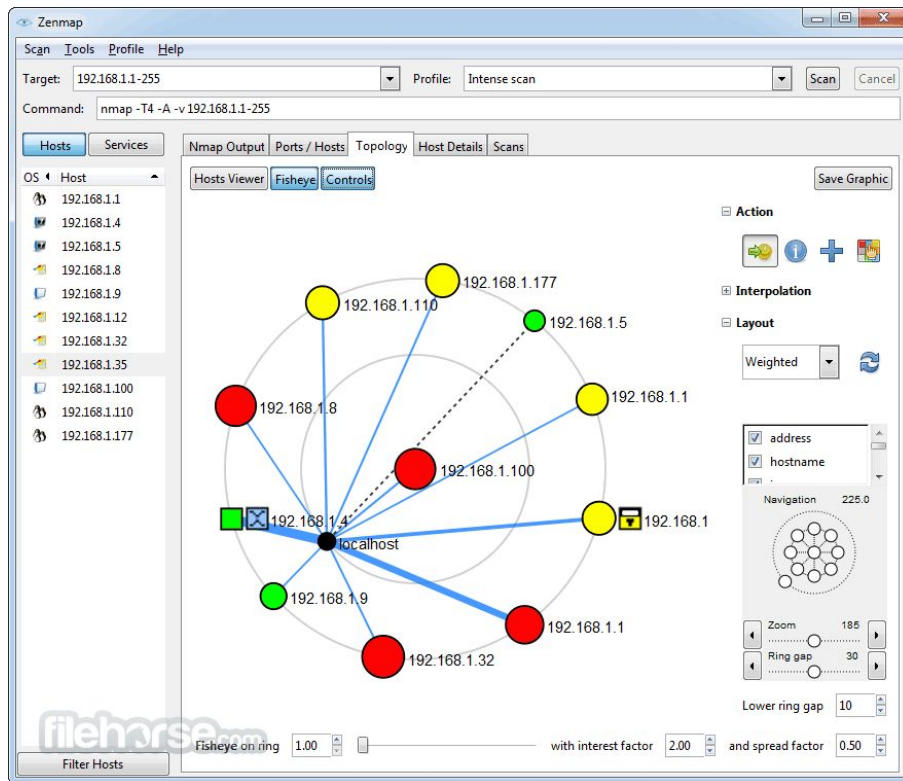 Zenmap
Scan Tools Profile Help
Target: 192.168.1.1-255 Profile: Intense scan Scan Cancel
Command: nmap -T4 -A -v 192.168.1.1-255
Hosts Services
Nmap Output Ports / Hosts Topology Host Details Scans
OS Host
192.168.1.1
192.168.1.4
192.168.1.5
192.168.1.8
192.168.1.9
192.168.1.12
192.168.1.32
192.168.1.35
192.168.1.100
192.168.1.110
192.168.1.177
Filter Hosts
Hosts Viewer Fisheye Controls Save Graphic
192.168.1.177
192.168.1.110
192.168.1.5
192.168.1.1
192.168.1.8
192.168.1.100
192.168.1.4
192.168.1
localhost
192.168.1.9
192.168.1.1
192.168.1.32
Action
Interpolation
Layout
Weighted
address
hostname
Navigation 225.0
Zoom 185
Ring gap 30
Lower ring gap 10
Fisheye on ring 1.00 with interest factor 2.00 and spread factor 0.50
filehorse.com